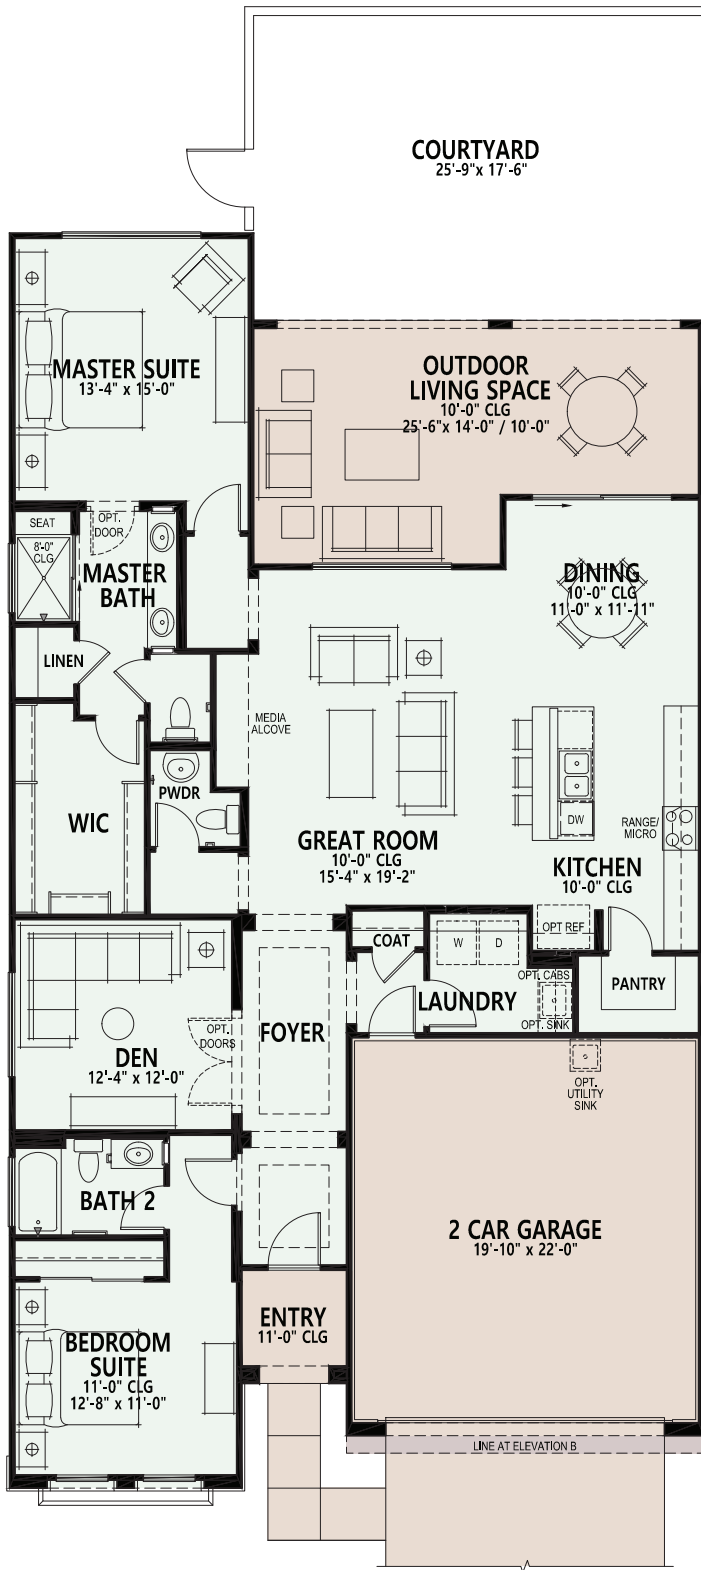 COURTYARD
25'-9"x 17'-6"
MASTER SUITE
13'-4" x 15'-0"
OUTDOOR
LIVING SPACE
10'-0" CLG
25'-6"x 14'-0" / 10'-0"
SEAT
8'-0"
CLG
OPT.
DOOR
MASTER
BATH
DINING
10'-0" CLG
11'-0" x 11'-11"
LINEN
MEDIA
ALCOVE
PWDR
WIC
GREAT ROOM
10'-0" CLG
15'-4" x 19'-2"
DW
RANGE/
MICRO
KITCHEN
10'-0" CLG
OPT REF
COAT
W
D
OPT. CABS
LAUNDRY
OPT. SINK
PANTRY
FOYER
OPT.
DOORS
DEN
12'-4" x 12'-0"
OPT.
UTILITY
SINK
BATH 2
2 CAR GARAGE
19'-10" x 22'-0"
ENTRY
11'-0" CLG
BEDROOM
SUITE
11'-0" CLG
12'-8" x 11'-0"
LINE AT ELEVATION B